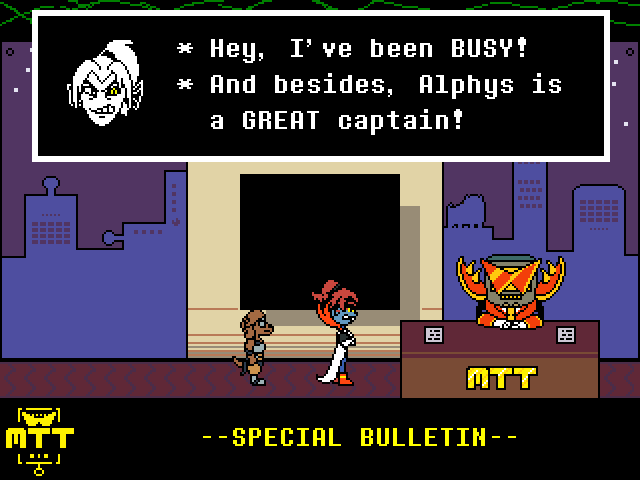 * Hey, I've been BUSY!
* And besides, Alphys is
a GREAT captain!
MTT
MTT
--SPECIAL BULLETIN--